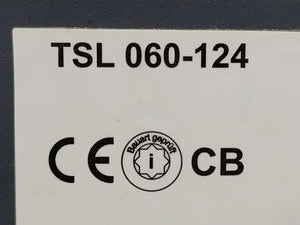 TSL 060-124
CE Bauart geprüft i CB